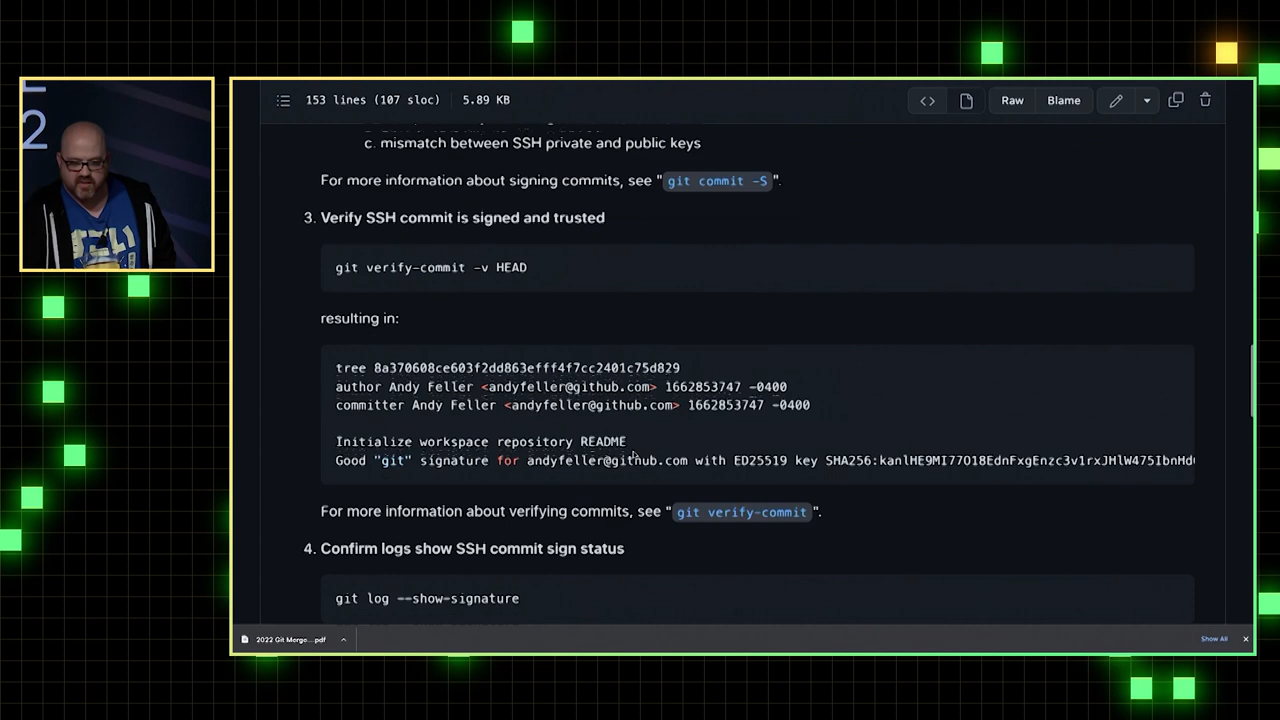 2
153 lines (107 sloc) 5.89 KB
Raw Blame
c. mismatch between SSH private and public keys
For more information about signing commits, see "git commit -S".
3. Verify SSH commit is signed and trusted
git verify-commit -v HEAD
resulting in:
tree 8a370608ce603f2dd863efff4f7cc2401c75d829
author Andy Feller <andyfeller@github.com> 1662853747 -0400
committer Andy Feller <andyfeller@github.com> 1662853747 -0400
Initialize workspace repository README
Good "git" signature for andyfeller@github.com with ED25519 key
For more information about verifying commits, see "git verify-commit".
4. Confirm logs show SSH commit sign status
git log --show-signature
2022 Git Merge....pdf
Show All